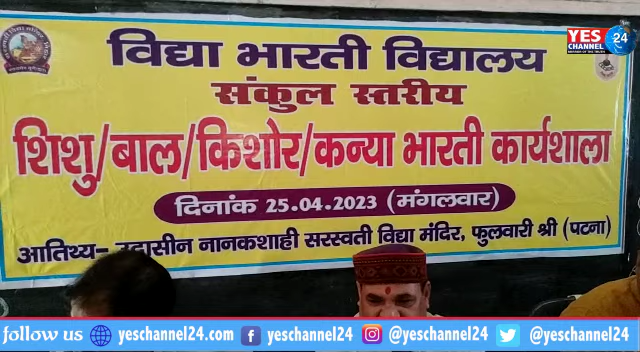 YES
CHANNEL
24
विद्या भारती विद्यालय
संकुल स्तरीय
शिशु/बाल/किशोर/कन्या भारती कार्यशाला
दिनांक 25.04.2023 (मंगलवार)
आतिथ्य– उदासीन नानकशाही सरस्वती विद्या मंदिर, फुलवारी श्री (पटना)
follow us yeschannel24.com yeschannel24 @yeschannel24 @yeschannel24